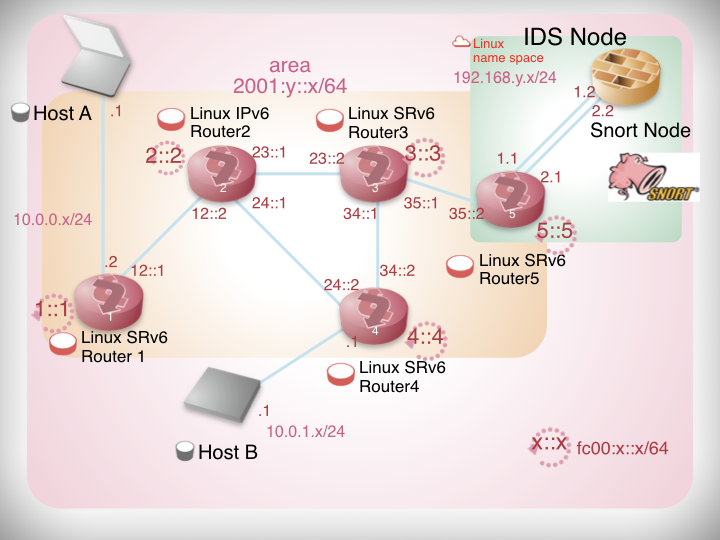 IDS Node
Linux
name space
192.168.y.x/24
area
2001:y::x/64
1.2
2.2
Host A
.1
Linux IPv6
Router2
Linux SRv6
Router3
Snort Node
2::2
23::1
23::2
3::3
1.1
2.1
SNORT
2
3
5
12::2
24::1
34::1
35::1
35::2
10.0.0.x/24
5::5
.2
12::1
34::2
Linux SRv6
Router5
24::2
1::1
1
4
Linux SRv6
Router 1
.1
4::4
Linux SRv6
Router4
.1
10.0.1.x/24
Host B
x::x
fc00:x::x/64